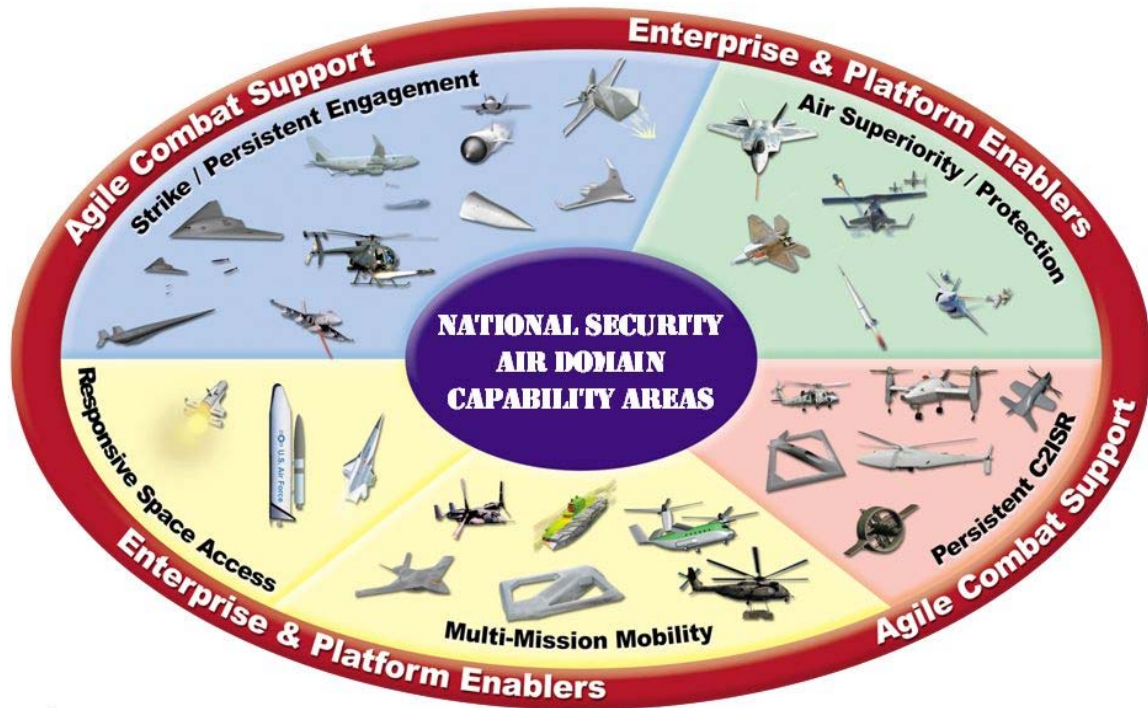 Agile Combat Support
Enterprise & Platform Enablers
Strike / Persistent Engagement
Air Superiority / Protection
NATIONAL SECURITY
AIR DOMAIN
CAPABILITY AREAS
Responsive Space Access
U.S. Air Force
Multi-Mission Mobility
Persistent C2ISR
Enterprise & Platform Enablers
Agile Combat Support